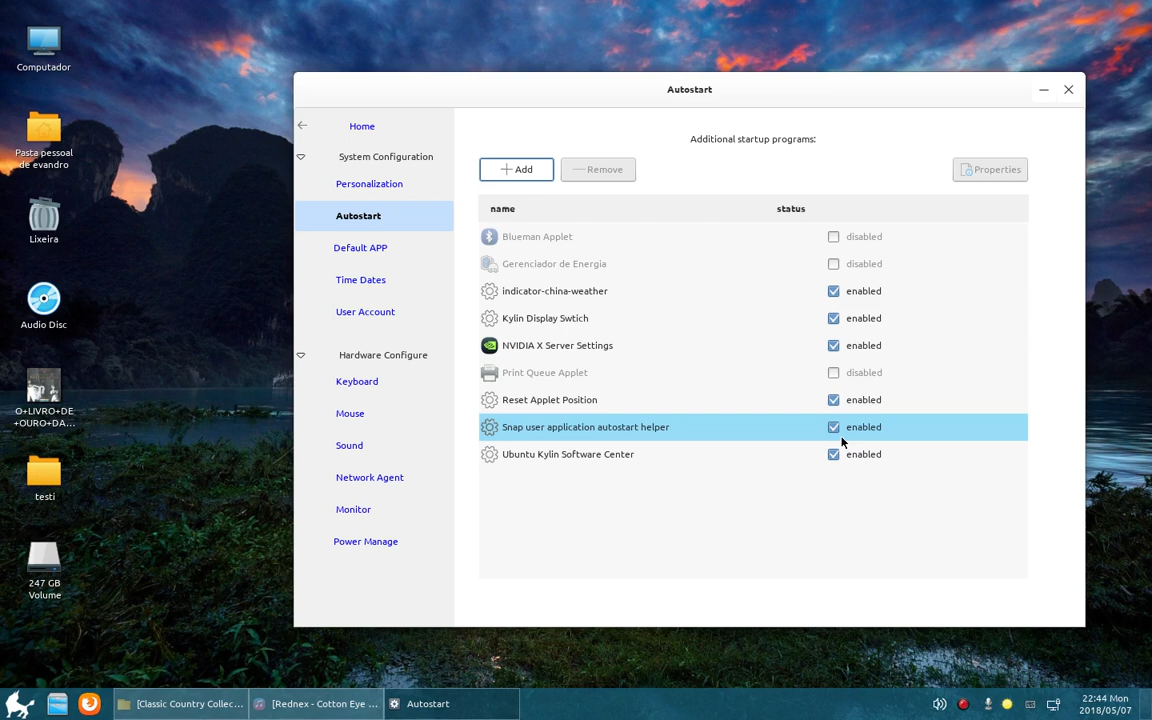 Computador
Pasta pessoal
de evandro
Lixeira
Audio Disc
O+LIVRO+DE
+OURO+DA...
testi
247 GB
Volume
Autostart
Home
System Configuration
Personalization
Autostart
Default APP
Time Dates
User Account
Hardware Configure
Keyboard
Mouse
Sound
Network Agent
Monitor
Power Manage
Additional startup programs:
Add
Remove
Properties
name status
Blueman Applet disabled
Gerenciador de Energia disabled
indicator-china-weather enabled
Kylin Display Swtich enabled
NVIDIA X Server Settings enabled
Print Queue Applet disabled
Reset Applet Position enabled
Snap user application autostart helper enabled
Ubuntu Kylin Software Center enabled
[Classic Country Collec...
[Rednex - Cotton Eye ...
Autostart
22:44 Mon
2018/05/07